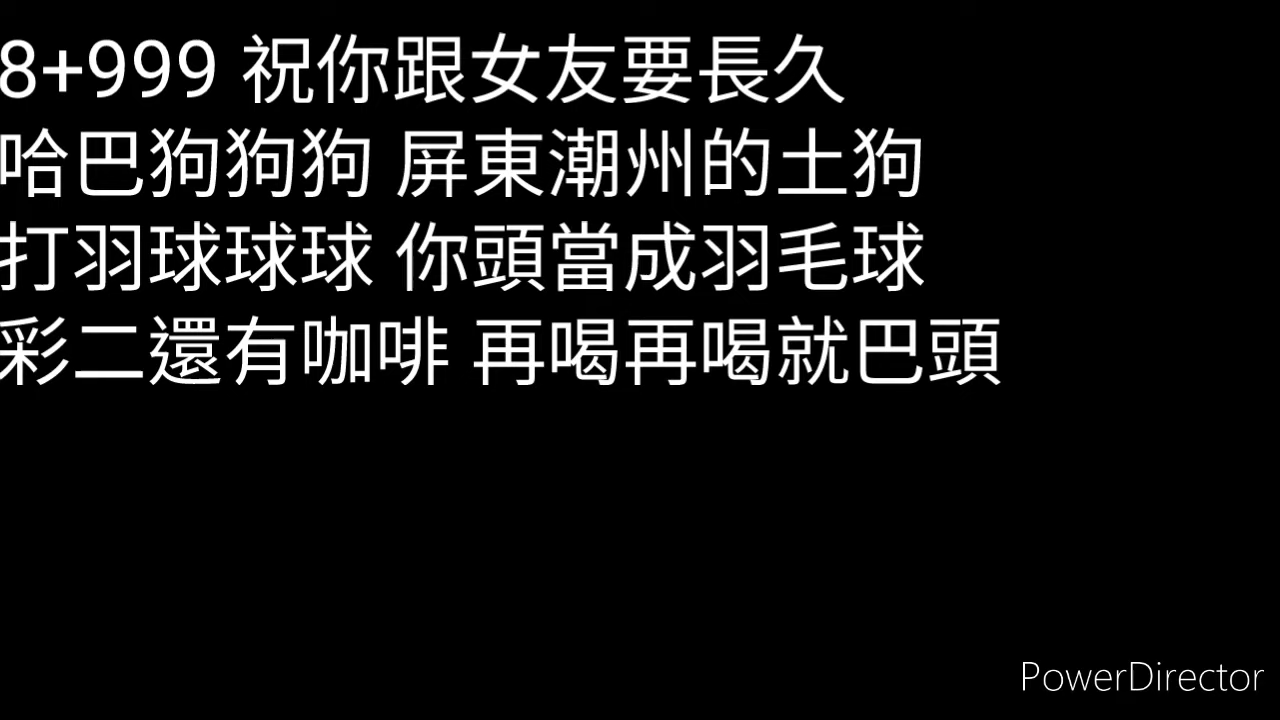 8+999 祝你跟女友要長久
哈巴狗狗狗 屏東潮州的土狗
打羽球球球 你頭當成羽毛球
彩二還有咖啡 再喝再喝就巴頭
PowerDirector